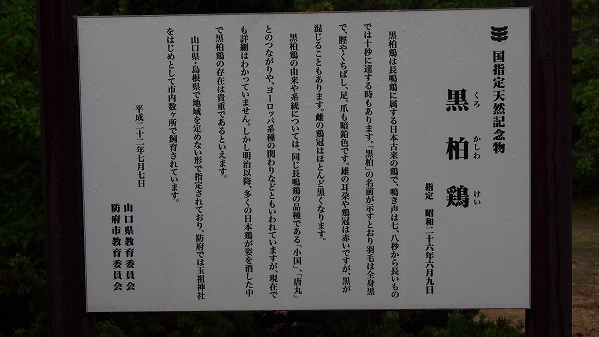 国指定天然記念物
黒柏鶏
くろ かしわ けい
指定 昭和二十六年六月九日
黒柏鶏は長鳴鶏に属する日本古来の鶏で、鳴き声は七、八秒から長いもの
では十秒に達する時もあります。「黒柏」の名前が示すとおり羽毛は全身黒
で、脛やくちばし、足、爪も暗鉛色です。雄の耳朶や鶏冠は赤いですが、黒が
混じることもあります。雌の鶏冠はほとんど黒くなります。
黒柏鶏の由来や系統については、同じ長鳴鶏の品種である「小国」、「唐丸」
とのつながりや、ヨーロッパ系種の関わりなどともいわれていますが、現在で
も詳細はわかっていません。しかし明治以降、多くの日本鶏が姿を消した中
で黒柏鶏の存在は貴重であるといえます。
山口県・島根県で地域を定めない形で指定されており、防府では玉祖神社
をはじめとして市内数ヶ所で飼育されています。
平成二十二年七月七日
山口県教育委員会
防府市教育委員会